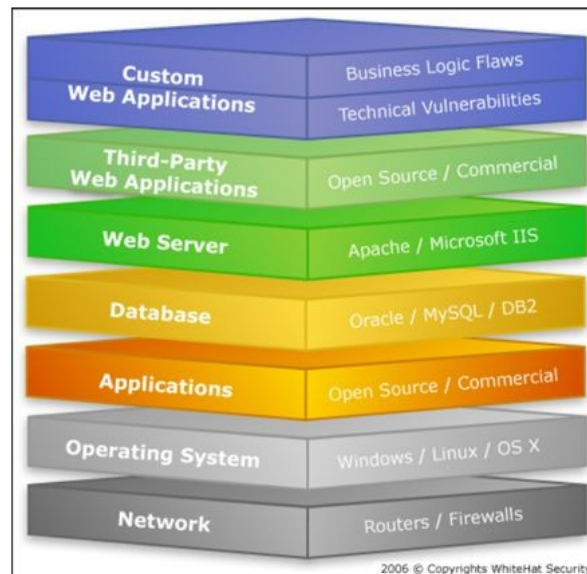 Custom
Web Applications
Business Logic Flaws
Technical Vulnerabilities
Third-Party
Web Applications
Open Source / Commercial
Web Server
Apache / Microsoft IIS
Database
Oracle / MySQL / DB2
Applications
Open Source / Commercial
Operating System
Windows / Linux / OS X
Network
Routers / Firewalls
2006 © Copyrights WhiteHat Security